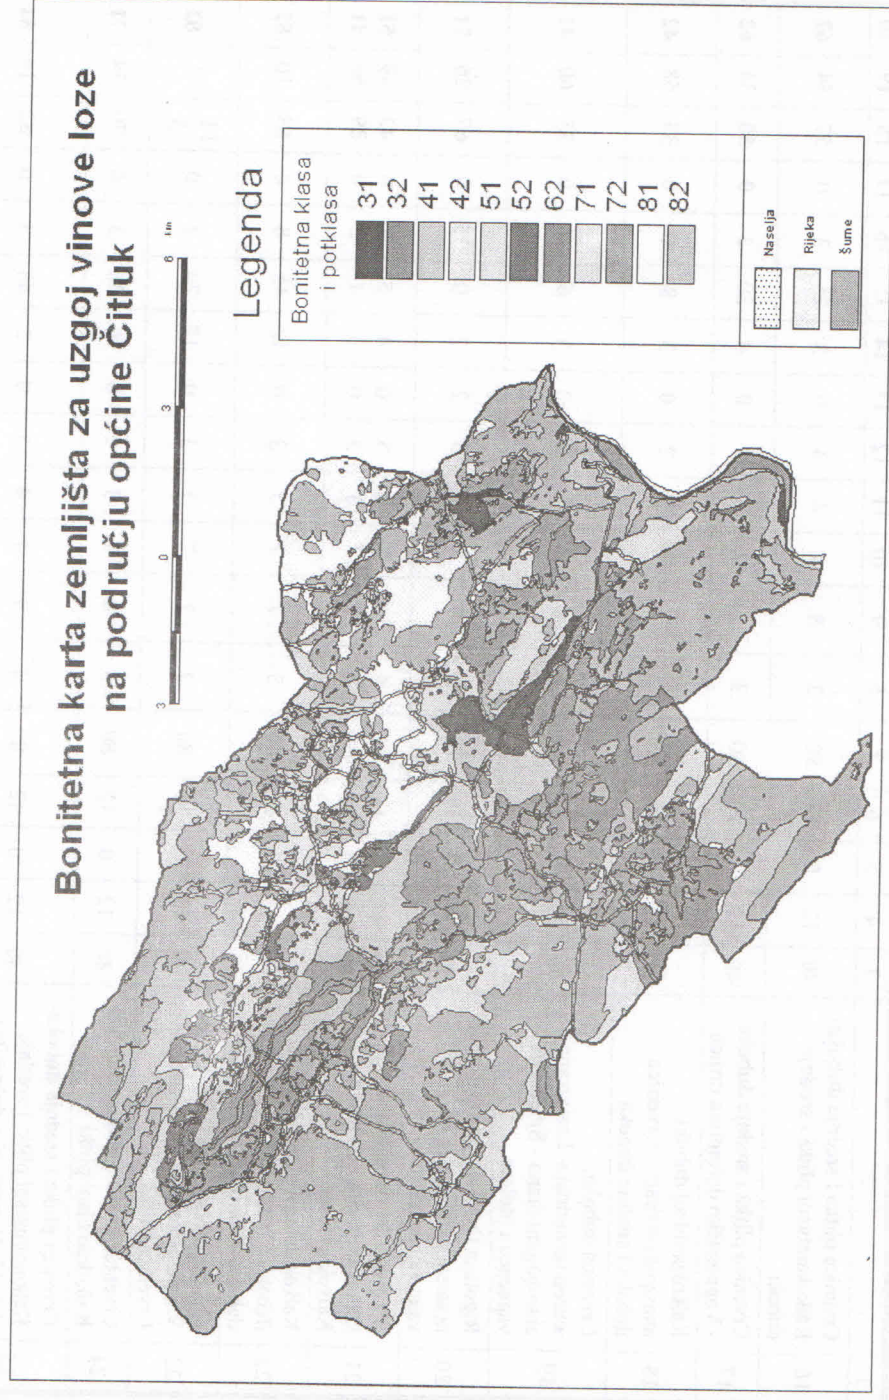 Bonitetna karta zemljišta za uzgoj vinove loze
na području općine Čitluk
3 0 3 6 km
Legenda
Bonitetna klasa
i potklasa
31
32
41
42
51
52
62
71
72
81
82
Naselja
Rijeka
Šume